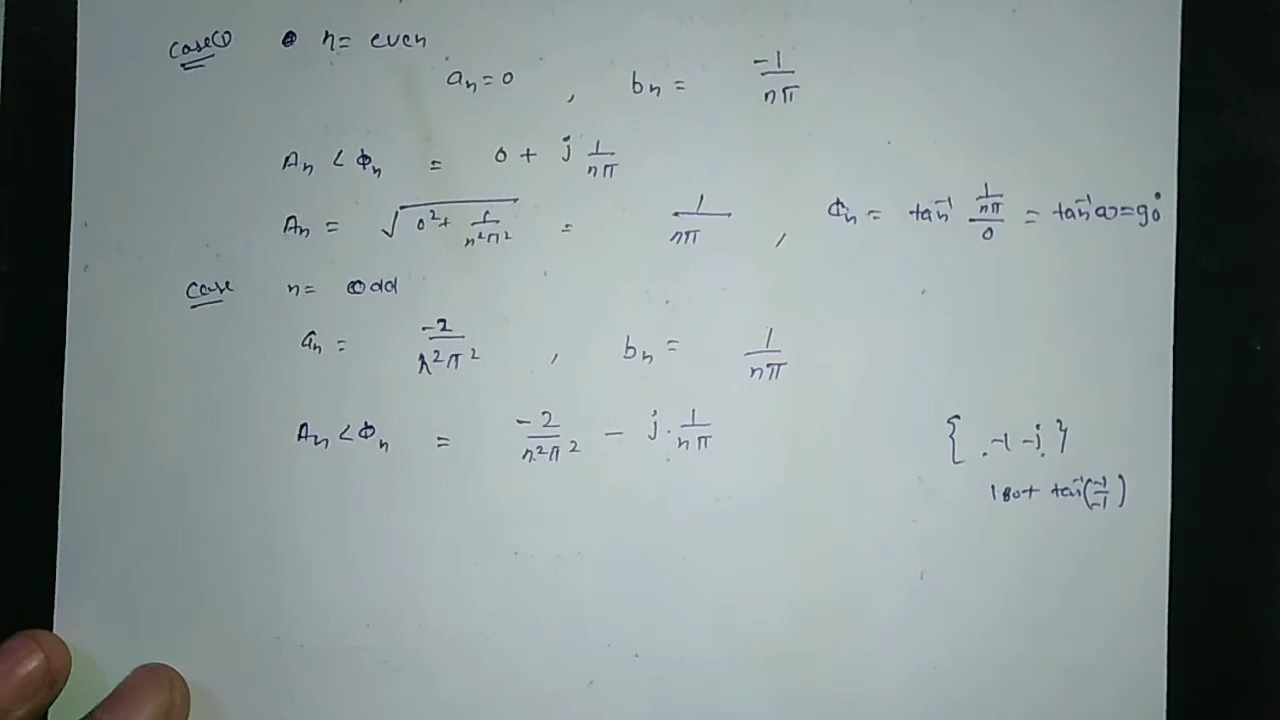 Case① n = even
an = 0 , bn = -1/nπ
An < Φn = 0 + j 1/nπ
An = √(0² + 1/n²π²) = 1/nπ , Φn = tan⁻¹ (1/nπ)/0 = tan⁻¹ ∞ = 90°
Case n = odd
an = -2/n²π² , bn = 1/nπ
An < Φn = -2/n²π² - j . 1/nπ { -1 -j }
180 + tan⁻¹(-1/-1)